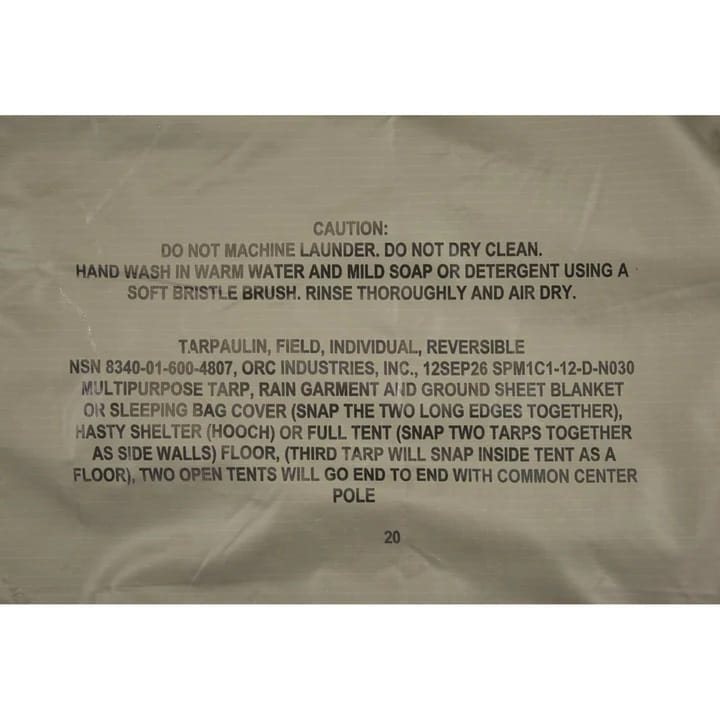 CAUTION:
DO NOT MACHINE LAUNDER. DO NOT DRY CLEAN.
HAND WASH IN WARM WATER AND MILD SOAP OR DETERGENT USING A
SOFT BRISTLE BRUSH. RINSE THOROUGHLY AND AIR DRY.
TARPAULIN, FIELD, INDIVIDUAL, REVERSIBLE
NSN 8340-01-600-4807, ORC INDUSTRIES, INC., 12SEP26 SPM1C1-12-D-N030
MULTIPURPOSE TARP, RAIN GARMENT AND GROUND SHEET BLANKET
OR SLEEPING BAG COVER (SNAP THE TWO LONG EDGES TOGETHER),
HASTY SHELTER (HOOCH) OR FULL TENT (SNAP TWO TARPS TOGETHER
AS SIDE WALLS) FLOOR, (THIRD TARP WILL SNAP INSIDE TENT AS A
FLOOR), TWO OPEN TENTS WILL GO END TO END WITH COMMON CENTER
POLE
20